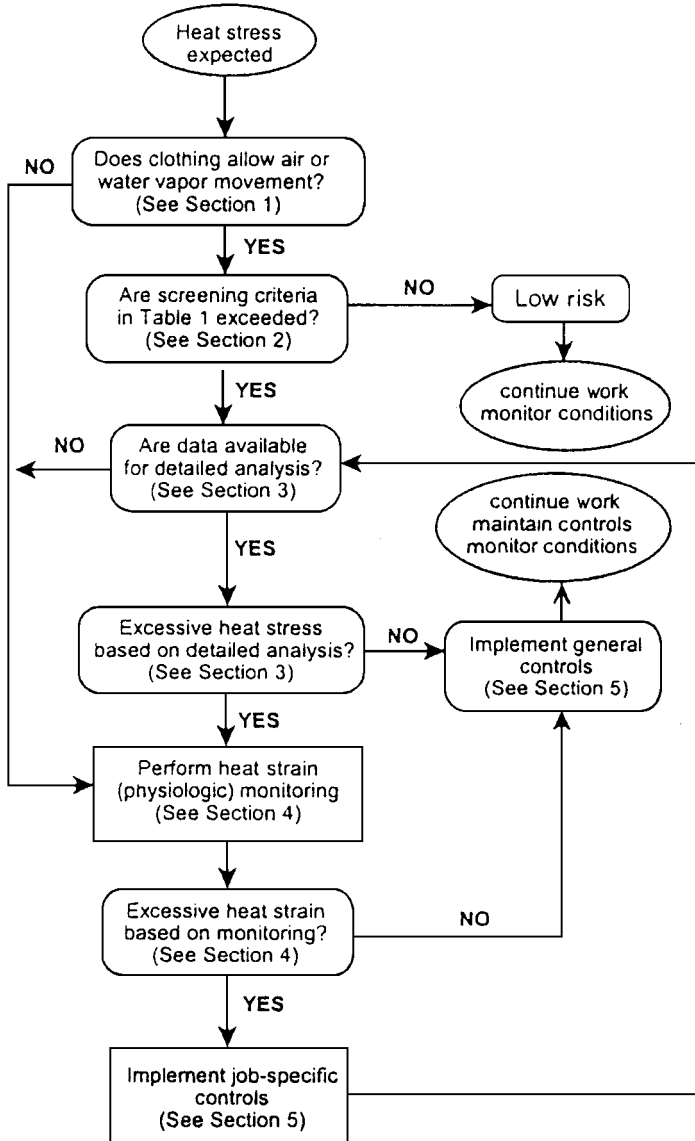 Heat stress
expected
NO
Does clothing allow air or
water vapor movement?
(See Section 1)
YES
Are screening criteria
in Table 1 exceeded?
(See Section 2)
NO
Low risk
YES
continue work
monitor conditions
NO
Are data available
for detailed analysis?
(See Section 3)
continue work
maintain controls
monitor conditions
YES
Excessive heat stress
based on detailed analysis?
(See Section 3)
NO
Implement general
controls
(See Section 5)
YES
Perform heat strain
(physiologic) monitoring
(See Section 4)
Excessive heat strain
based on monitoring?
(See Section 4)
NO
YES
Implement job-specific
controls
(See Section 5)